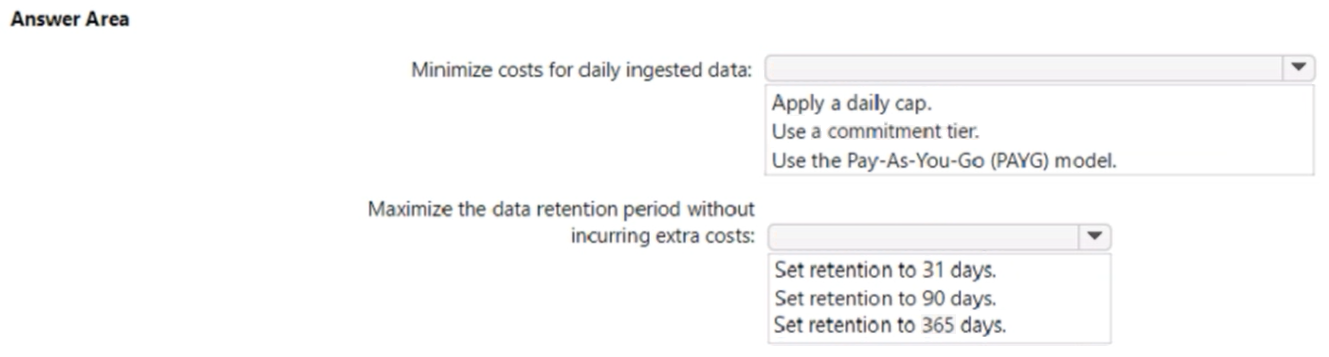 Answer Area
Minimize costs for daily ingested data:
Apply a daily cap.
Use a commitment tier.
Use the Pay-As-You-Go (PAYG) model.
Maximize the data retention period without
incurring extra costs:
Set retention to 31 days.
Set retention to 90 days.
Set retention to 365 days.